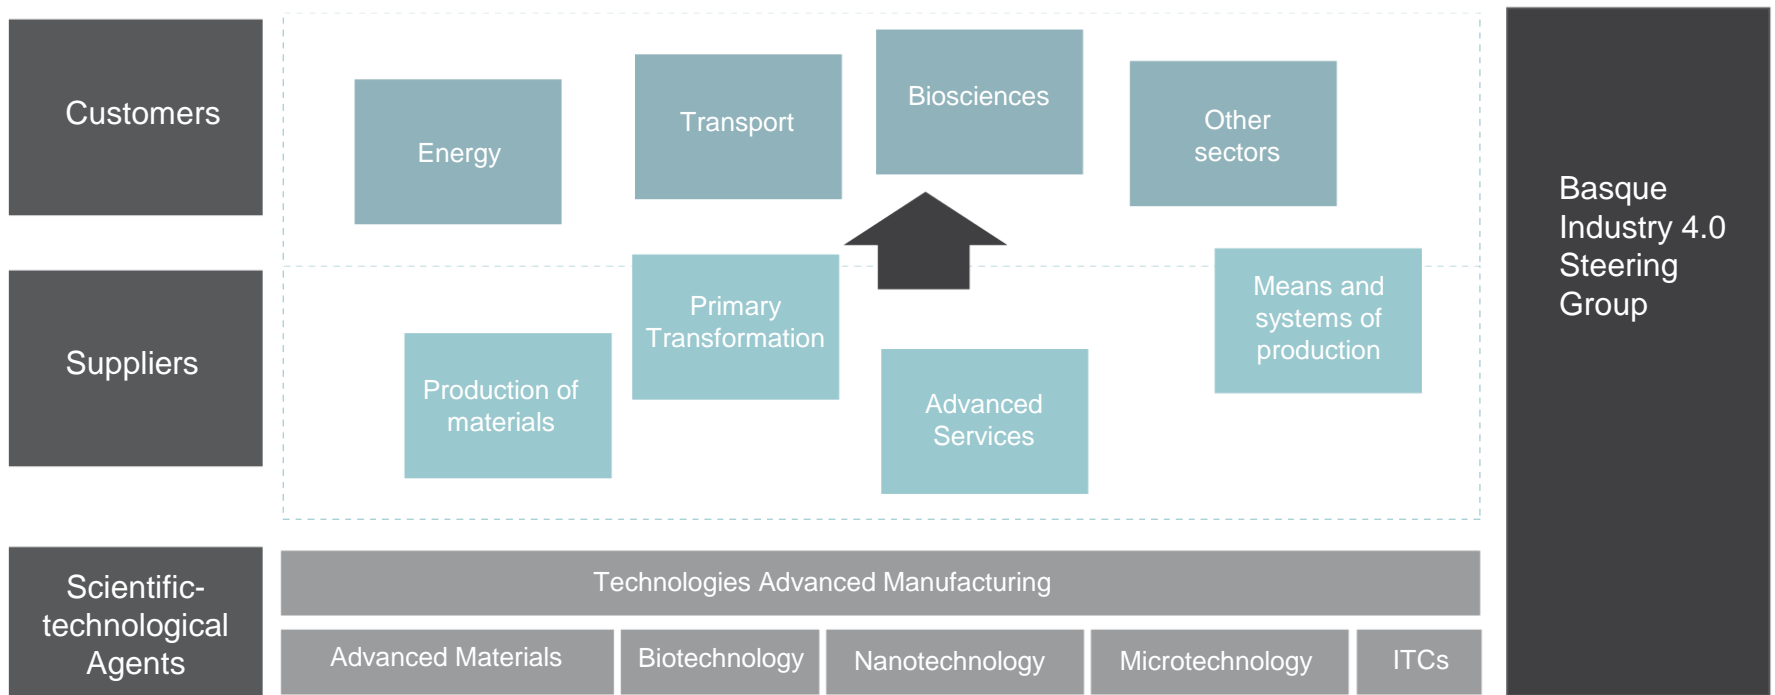 Customers
Energy
Transport
Biosciences
Other
sectors
Suppliers
Production of
materials
Primary
Transformation
Advanced
Services
Means and
systems of
production
Scientific-
technological
Agents
Technologies Advanced Manufacturing
Advanced Materials
Biotechnology
Nanotechnology
Microtechnology
ITCs
Basque
Industry 4.0
Steering
Group